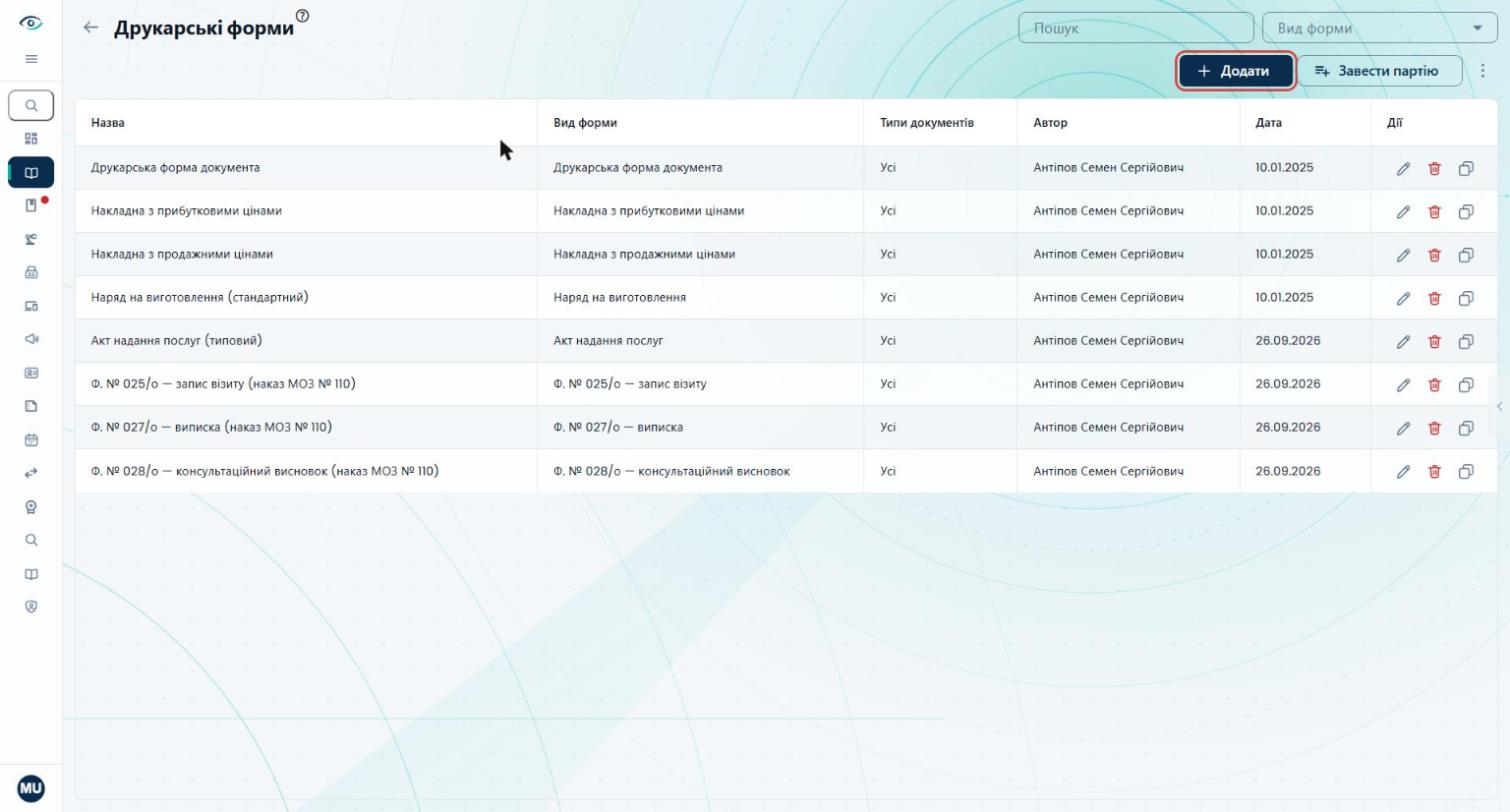 Друкарські форми
Пошук
Вид форми
+ Додати
Завести партію
Назва Вид форми Типи документів Автор Дата Дії
Друкарська форма документа Друкарська форма документа Усі Антіпов Семен Сергійович 10.01.2025
Накладна з прибутковими цінами Накладна з прибутковими цінами Усі Антіпов Семен Сергійович 10.01.2025
Накладна з продажними цінами Накладна з продажними цінами Усі Антіпов Семен Сергійович 10.01.2025
Наряд на виготовлення (стандартний) Наряд на виготовлення Усі Антіпов Семен Сергійович 10.01.2025
Акт надання послуг (типовий) Акт надання послуг Усі Антіпов Семен Сергійович 26.09.2026
Ф. № 025/о — запис візиту (наказ МОЗ № 110) Ф. № 025/о — запис візиту Усі Антіпов Семен Сергійович 26.09.2026
Ф. № 027/о — виписка (наказ МОЗ № 110) Ф. № 027/о — виписка Усі Антіпов Семен Сергійович 26.09.2026
Ф. № 028/о — консультаційний висновок (наказ МОЗ № 110) Ф. № 028/о — консультаційний висновок Усі Антіпов Семен Сергійович 26.09.2026
MU